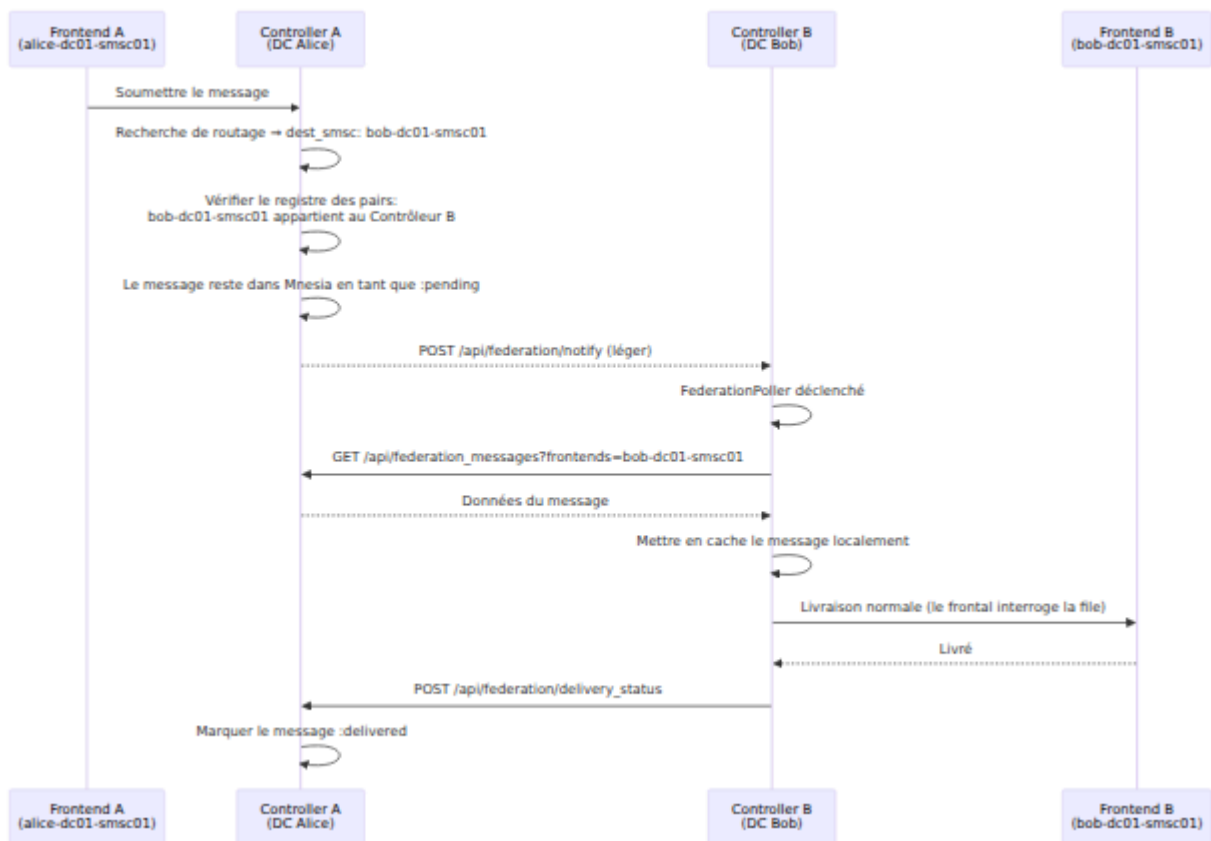 Frontend A
(alice-dc01-smsc01)
Controller A
(DC Alice)
Controller B
(DC Bob)
Frontend B
(bob-dc01-smsc01)
Soumettre le message
Recherche de routage → dest_smsc: bob-dc01-smsc01
Vérifier le registre des pairs:
bob-dc01-smsc01 appartient au Contrôleur B
Le message reste dans Mnesia en tant que :pending
POST /api/federation/notify (léger)
FederationPoller déclenché
GET /api/federation_messages?frontends=bob-dc01-smsc01
Données du message
Mettre en cache le message localement
Livraison normale (le frontal interroge la file)
Livré
POST /api/federation/delivery_status
Marquer le message :delivered
Frontend A
(alice-dc01-smsc01)
Controller A
(DC Alice)
Controller B
(DC Bob)
Frontend B
(bob-dc01-smsc01)